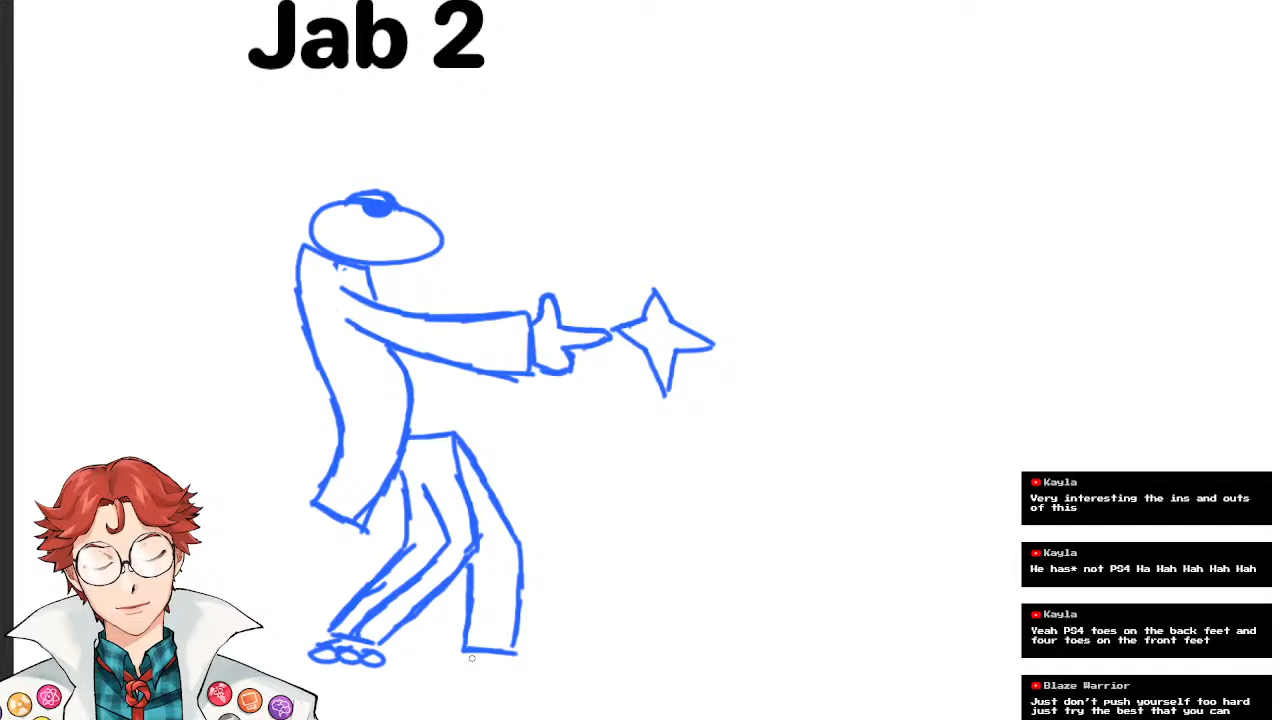 Jab 2
Kayla
Very interesting the ins and outs
of this
Kayla
He has* not PS4 Ha Hah Hah Hah Hah
Kayla
Yeah PS4 toes on the back feet and
four toes on the front feet
Blaze Warrior
Just don't push yourself too hard
just try the best that you can